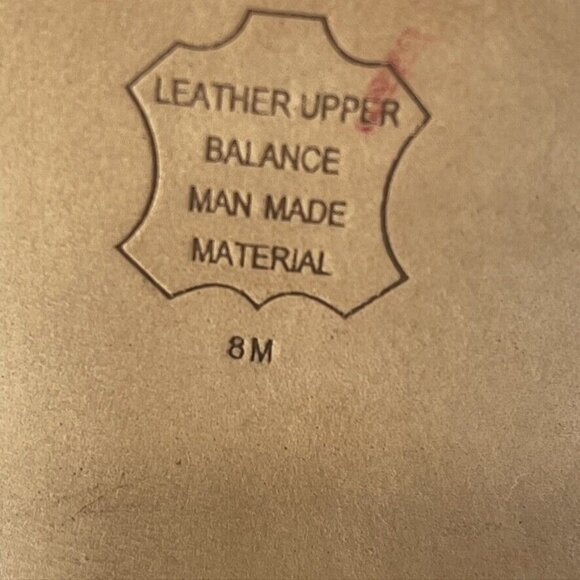 LEATHER UPPER
BALANCE
MAN MADE
MATERIAL
8M